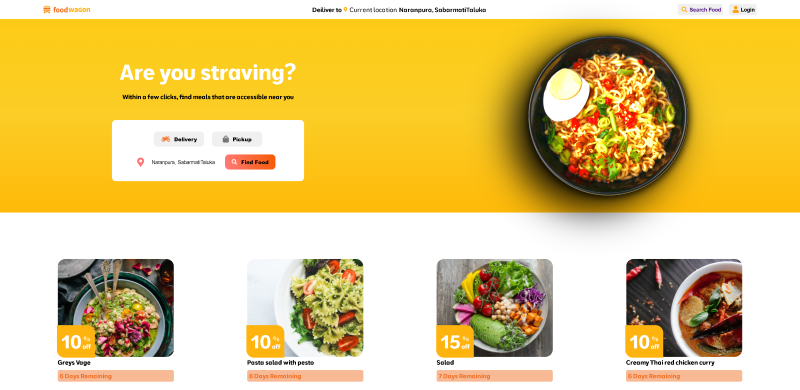 foodwagon
Deiliver to Current location Naranpura, SabarmatiTaluka
Search Food
Login
Are you straving?
Within a few clicks, find meals that are accessible near you
Delivery
Pickup
Naranpura, SabarmatiTaluka
Find Food
10 % off
10 % off
15 % off
10 % off
Greys Vage
Pasta salad with pesto
Salad
Creamy Thai red chicken curry
6 Days Remaining
6 Days Remaining
7 Days Remaining
6 Days Remaining